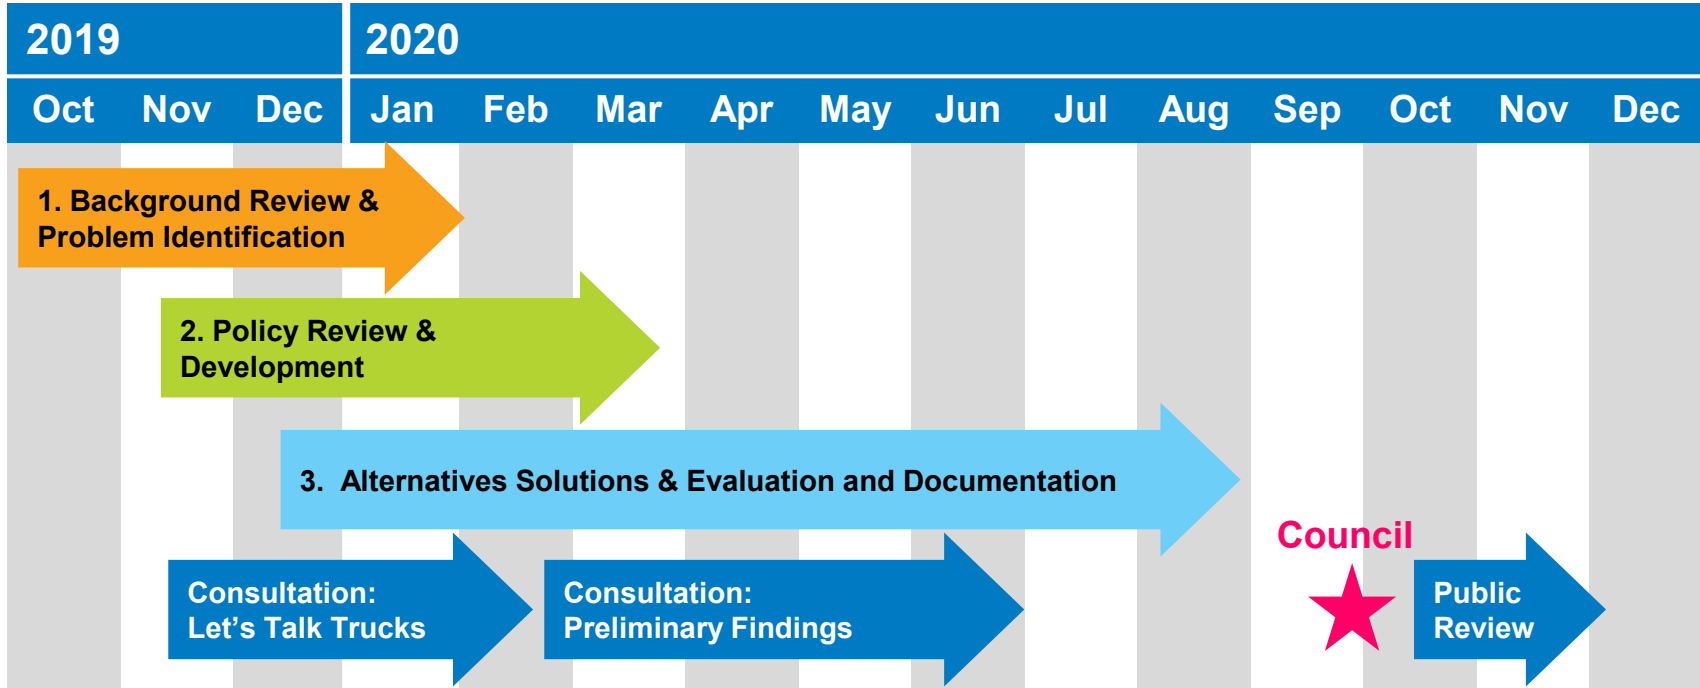 2019 2020
Oct Nov Dec Jan Feb Mar Apr May Jun Jul Aug Sep Oct Nov Dec
1. Background Review &
Problem Identification
2. Policy Review &
Development
3. Alternatives Solutions & Evaluation and Documentation
Council
Consultation:
Let's Talk Trucks
Consultation:
Preliminary Findings
Public
Review